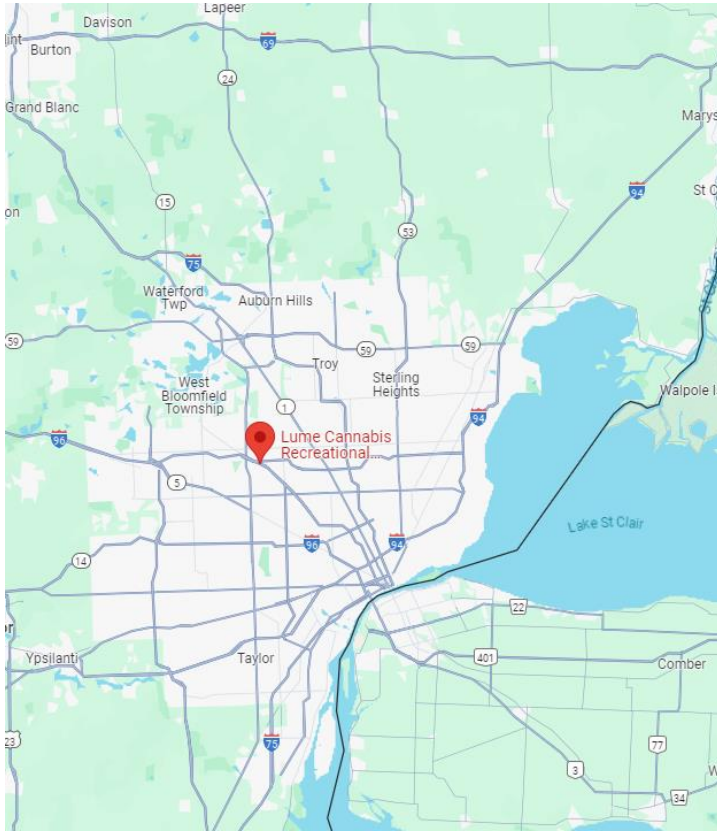 Lapeer
Davison
int
Burton
69
24
Grand Blanc
Marys
94
St C
15
on
53
75
Waterford
Twp
Auburn Hills
59
59
59
Troy
West
Bloomfield
Township
Sterling
Heights
1
94
Walpole I
96
Lume Cannabis
Recreational...
5
Lake St Clair
96
94
14
22
or
Ypsilanti
Taylor
401
Comber
75
23
77
3
34
W